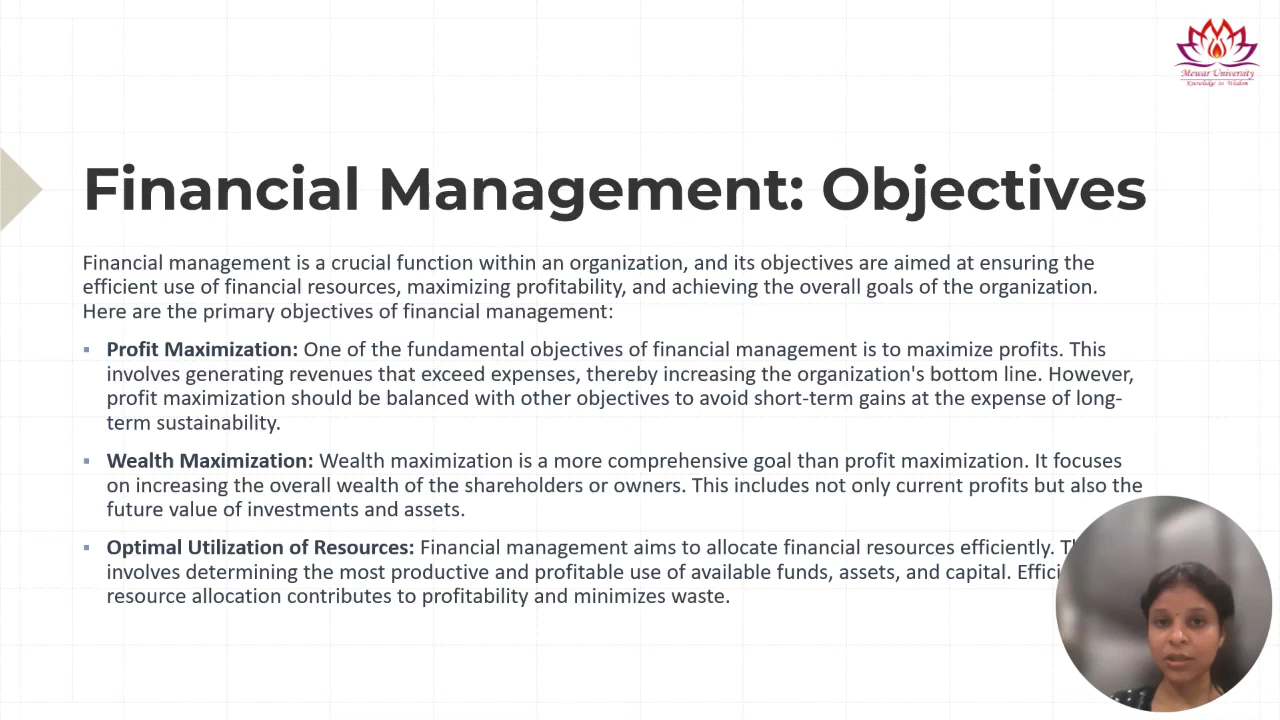 Mewar University
Knowledge to Wisdom
Financial Management: Objectives
Financial management is a crucial function within an organization, and its objectives are aimed at ensuring the
efficient use of financial resources, maximizing profitability, and achieving the overall goals of the organization.
Here are the primary objectives of financial management:
▪ Profit Maximization: One of the fundamental objectives of financial management is to maximize profits. This
involves generating revenues that exceed expenses, thereby increasing the organization's bottom line. However,
profit maximization should be balanced with other objectives to avoid short-term gains at the expense of long-
term sustainability.
▪ Wealth Maximization: Wealth maximization is a more comprehensive goal than profit maximization. It focuses
on increasing the overall wealth of the shareholders or owners. This includes not only current profits but also the
future value of investments and assets.
▪ Optimal Utilization of Resources: Financial management aims to allocate financial resources efficiently.
involves determining the most productive and profitable use of available funds, assets, and capital.
resource allocation contributes to profitability and minimizes waste.